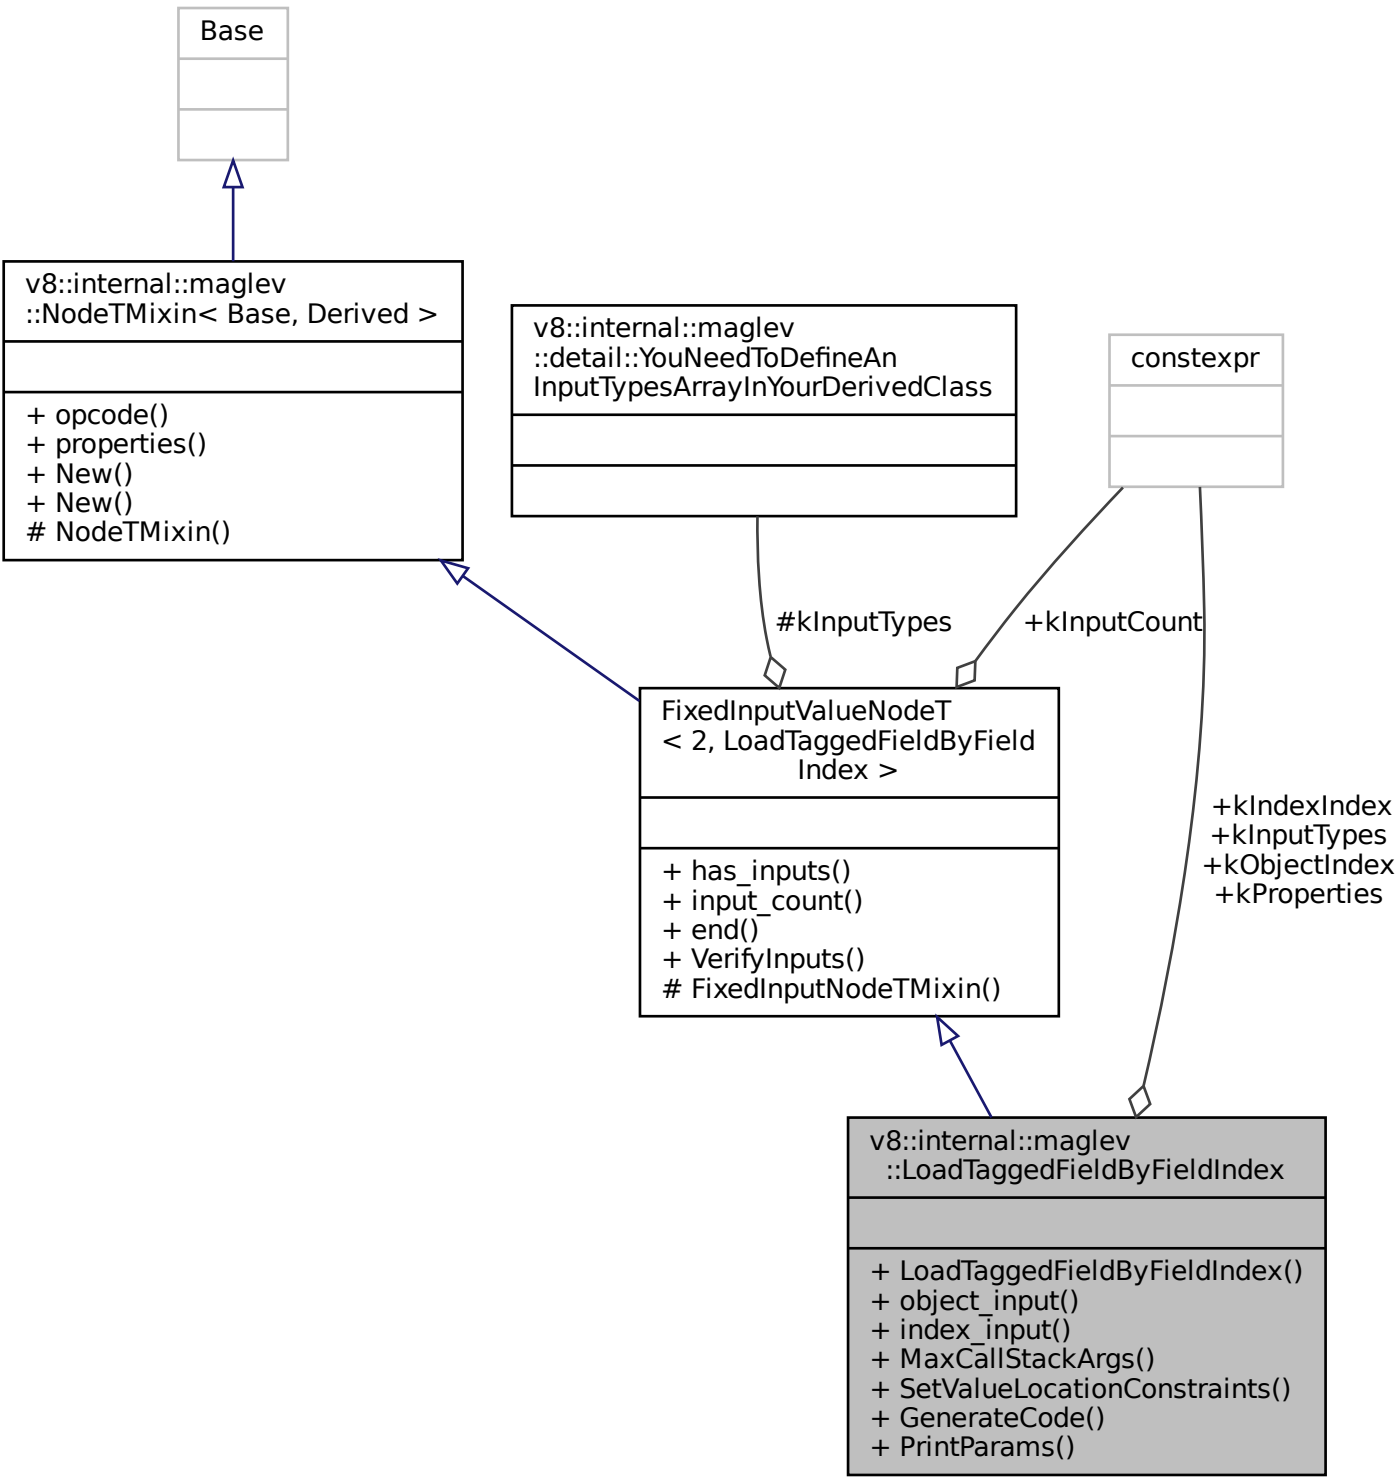 Base
v8::internal::maglev
::NodeTMixin< Base, Derived >
+ opcode()
+ properties()
+ New()
+ New()
# NodeTMixin()
v8::internal::maglev
::detail::YouNeedToDefineAn
InputTypesArrayInYourDerivedClass
constexpr
#kInputTypes
+kInputCount
FixedInputValueNodeT
< 2, LoadTaggedFieldByField
Index >
+ has_inputs()
+ input_count()
+ end()
+ VerifyInputs()
# FixedInputNodeTMixin()
+kIndexIndex
+kInputTypes
+kObjectIndex
+kProperties
v8::internal::maglev
::LoadTaggedFieldByFieldIndex
+ LoadTaggedFieldByFieldIndex()
+ object_input()
+ index_input()
+ MaxCallStackArgs()
+ SetValueLocationConstraints()
+ GenerateCode()
+ PrintParams()